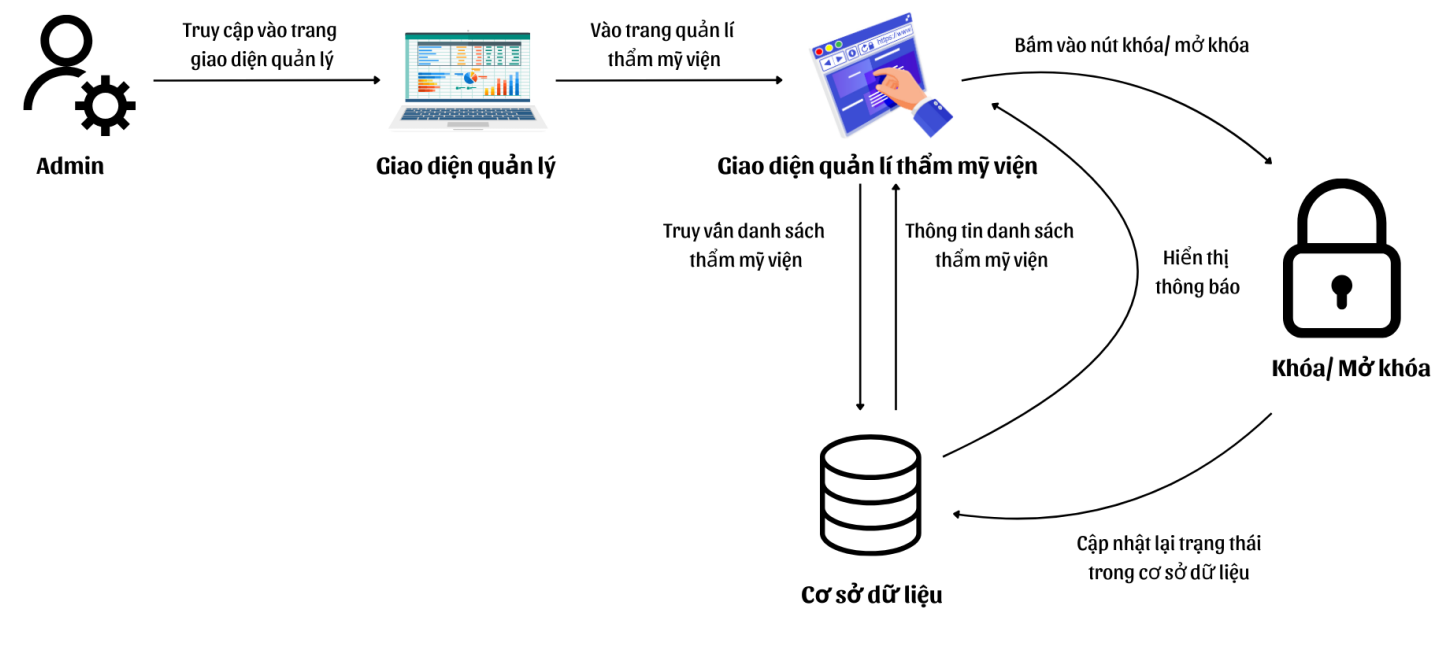 Truy cập vào trang
giao diện quản lý
Vào trang quản lí
thẩm mỹ viện
https://www
Bấm vào nút khóa/ mở khóa
Admin
Giao diện quản lý
Giao diện quản lí thẩm mỹ viện
Truy vấn danh sách
thẩm mỹ viện
Thông tin danh sách
thẩm mỹ viện
Hiển thị
thông báo
Khóa/ Mở khóa
Cập nhật lại trạng thái
trong cơ sở dữ liệu
Cơ sở dữ liệu